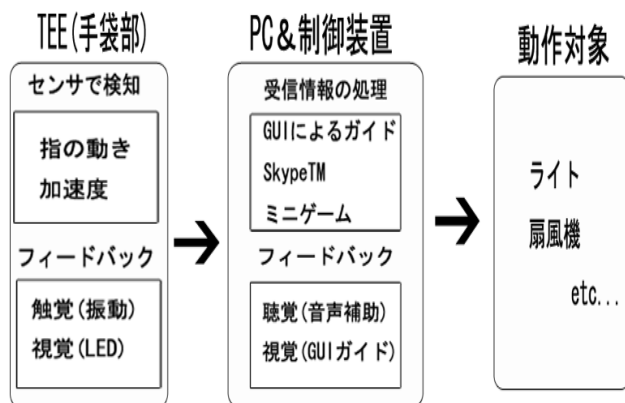 TEE(手袋部)
センサで検知
指の動き
加速度
フィードバック
触覚(振動)
視覚(LED)
PC&制御装置
受信情報の処理
GUIによるガイド
SkypeTM
ミニゲーム
フィードバック
聴覚(音声補助)
視覚(GUIガイド)
動作対象
ライト
扇風機
etc...